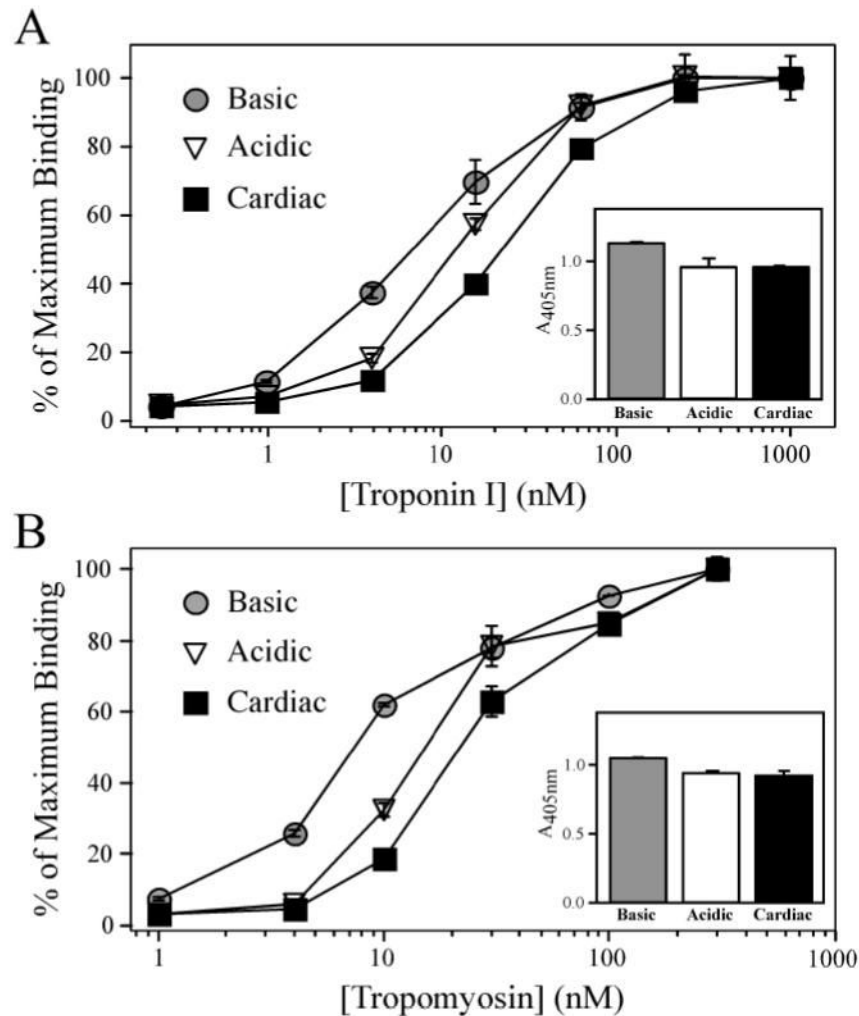 A
% of Maximum Binding
100
80
60
40
20
0
Basic
Acidic
Cardiac
A405nm
1.0
0.5
0.0
Basic Acidic Cardiac
1 10 100 1000
[Troponin I] (nM)
B
% of Maximum Binding
100
80
60
40
20
0
Basic
Acidic
Cardiac
A405nm
1.0
0.5
0.0
Basic Acidic Cardiac
1 10 100 1000
[Tropomyosin] (nM)